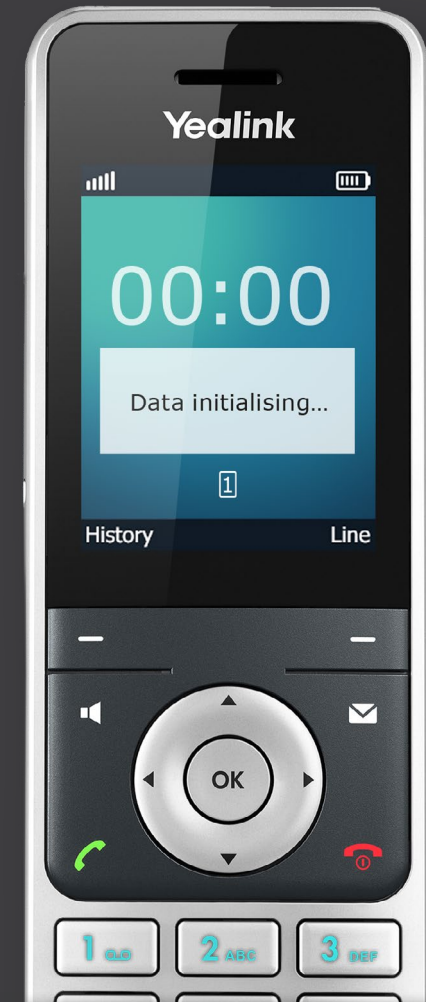 Yealink
00:00
Data initialising...
1
History Line
OK
1
2 ABC
3 DEF